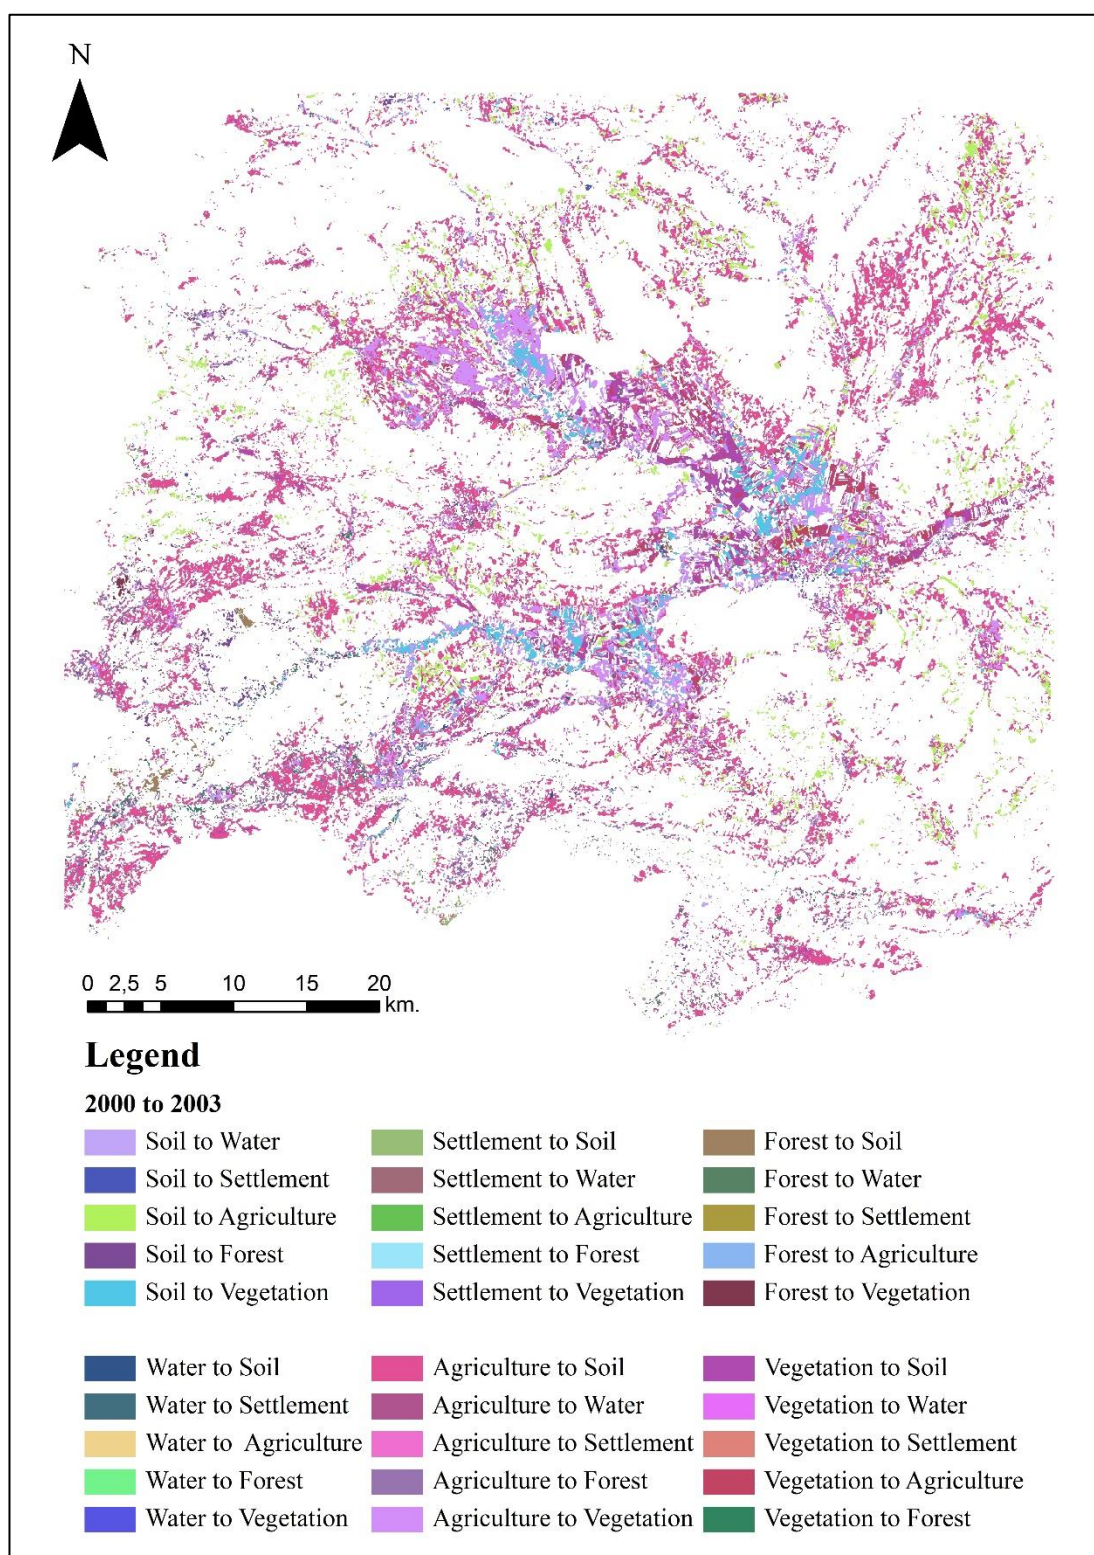 N
0 2,5 5 10 15 20
km.
Legend
2000 to 2003
Soil to Water
Soil to Settlement
Soil to Agriculture
Soil to Forest
Soil to Vegetation
Settlement to Soil
Settlement to Water
Settlement to Agriculture
Settlement to Forest
Settlement to Vegetation
Forest to Soil
Forest to Water
Forest to Settlement
Forest to Agriculture
Forest to Vegetation
Water to Soil
Water to Settlement
Water to Agriculture
Water to Forest
Water to Vegetation
Agriculture to Soil
Agriculture to Water
Agriculture to Settlement
Agriculture to Forest
Agriculture to Vegetation
Vegetation to Soil
Vegetation to Water
Vegetation to Settlement
Vegetation to Agriculture
Vegetation to Forest